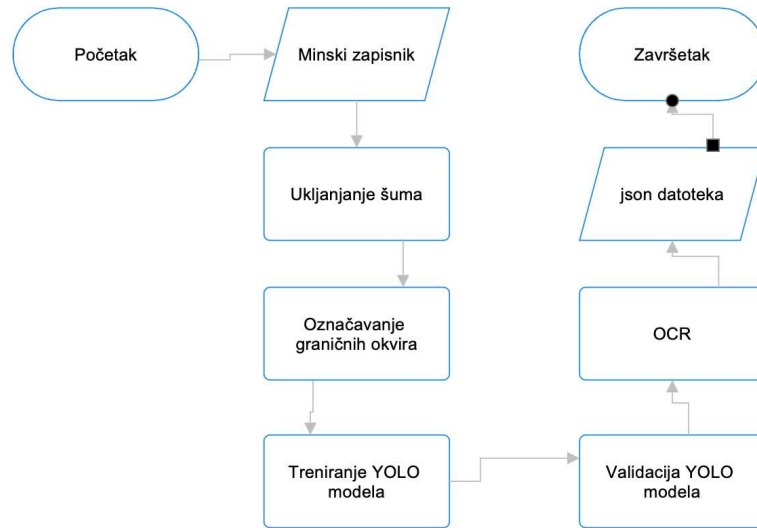 Početak
Minski zapisnik
Ukljanjanje šuma
Označavanje
graničnih okvira
Treniranje YOLO
modela
Validacija YOLO
modela
OCR
json datoteka
Završetak